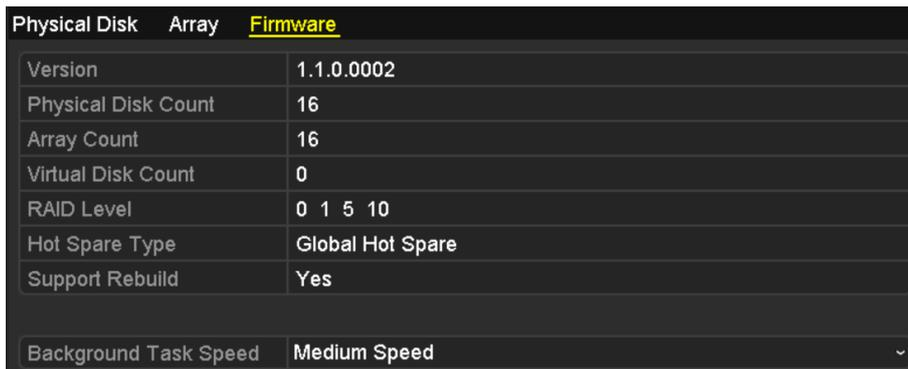 Physical Disk Array Firmware
Version 1.1.0.0002
Physical Disk Count 16
Array Count 16
Virtual Disk Count 0
RAID Level 0 1 5 10
Hot Spare Type Global Hot Spare
Support Rebuild Yes
Background Task Speed Medium Speed